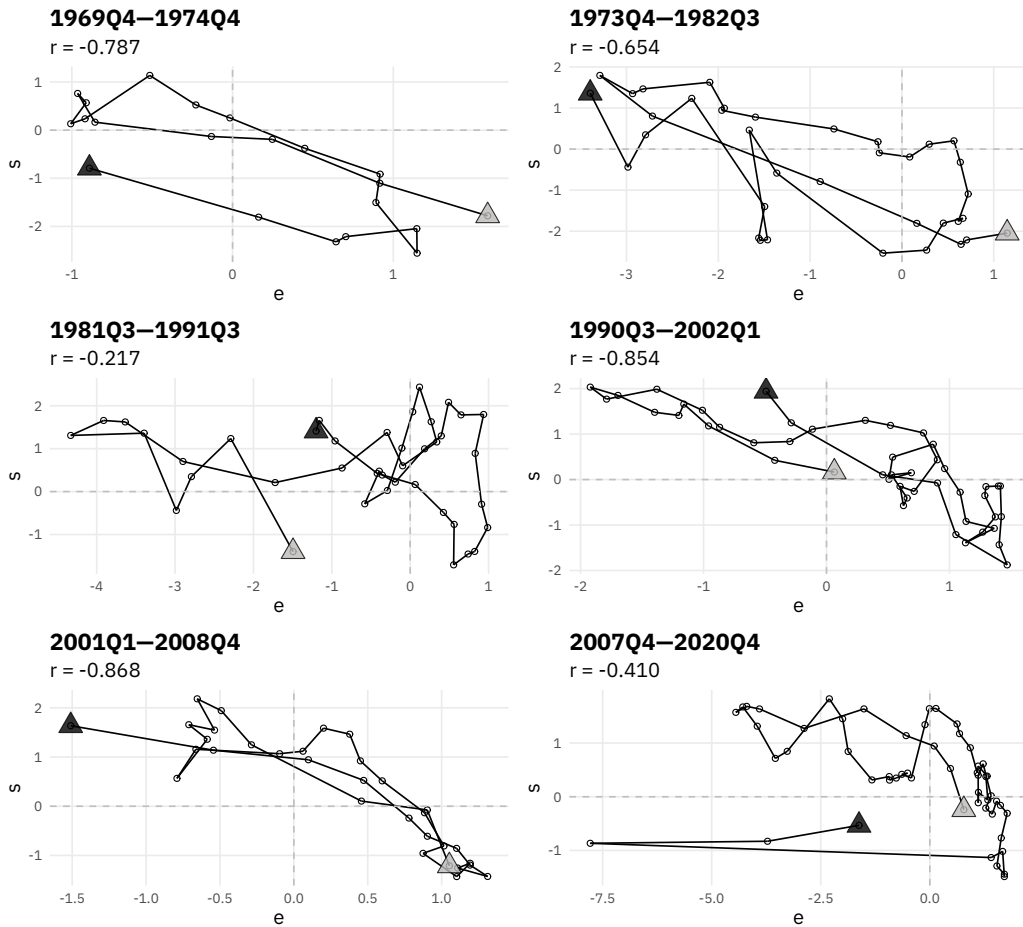 1969Q4—1974Q4
r = -0.787
1
0
-1
-2
s
-1
0
1
e
1973Q4—1982Q3
r = -0.654
2
1
0
-1
-2
s
-3
-2
-1
0
1
e
1981Q3—1991Q3
r = -0.217
2
1
0
-1
s
-4
-3
-2
-1
0
1
e
1990Q3—2002Q1
r = -0.854
2
1
0
-1
-2
s
-2
-1
0
1
e
2001Q1—2008Q4
r = -0.868
2
1
0
-1
s
-1.5
-1.0
-0.5
0.0
0.5
1.0
e
2007Q4—2020Q4
r = -0.410
1
0
-1
s
-7.5
-5.0
-2.5
0.0
e